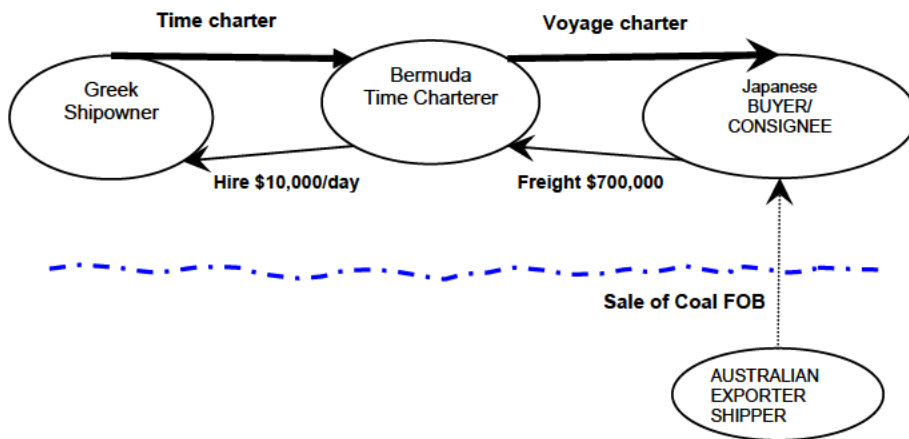 Time charter
Voyage charter
Greek
Shipowner
Bermuda
Time Charterer
Japanese
BUYER/
CONSIGNEE
Hire $10,000/day
Freight $700,000
Sale of Coal FOB
AUSTRALIAN
EXPORTER
SHIPPER